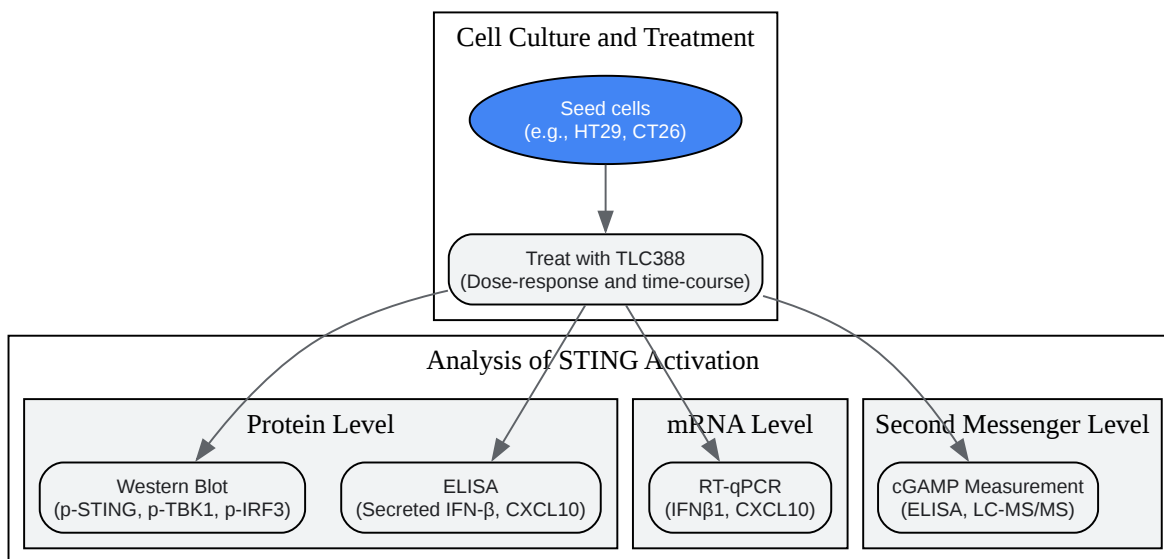 Cell Culture and Treatment
Seed cells
(e.g., HT29, CT26)
Treat with TLC388
(Dose-response and time-course)
Analysis of STING Activation
Protein Level
mRNA Level
Second Messenger Level
Western Blot
(p-STING, p-TBK1, p-IRF3)
ELISA
(Secreted IFN-β, CXCL10)
RT-qPCR
(IFNβ1, CXCL10)
cGAMP Measurement
(ELISA, LC-MS/MS)